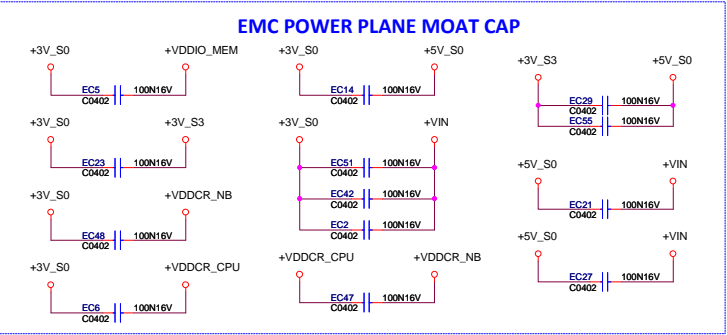 EMC POWER PLANE MOAT CAP
+3V_S0 +VDDIO_MEM
EC5 100N16V
C0402
+3V_S0 +3V_S3
EC23 100N16V
C0402
+3V_S0 +VDDCR_NB
EC48 100N16V
C0402
+3V_S0 +VDDCR_CPU
EC6 100N16V
C0402
+3V_S0 +5V_S0
EC14 100N16V
C0402
+3V_S0 +VIN
EC51 100N16V
C0402
EC42 100N16V
C0402
EC2 100N16V
C0402
+VDDCR_CPU +VDDCR_NB
EC47 100N16V
C0402
+3V_S3 +5V_S0
EC29 100N16V
C0402
EC55 100N16V
C0402
+5V_S0 +VIN
EC21 100N16V
C0402
+5V_S0 +VIN
EC27 100N16V
C0402